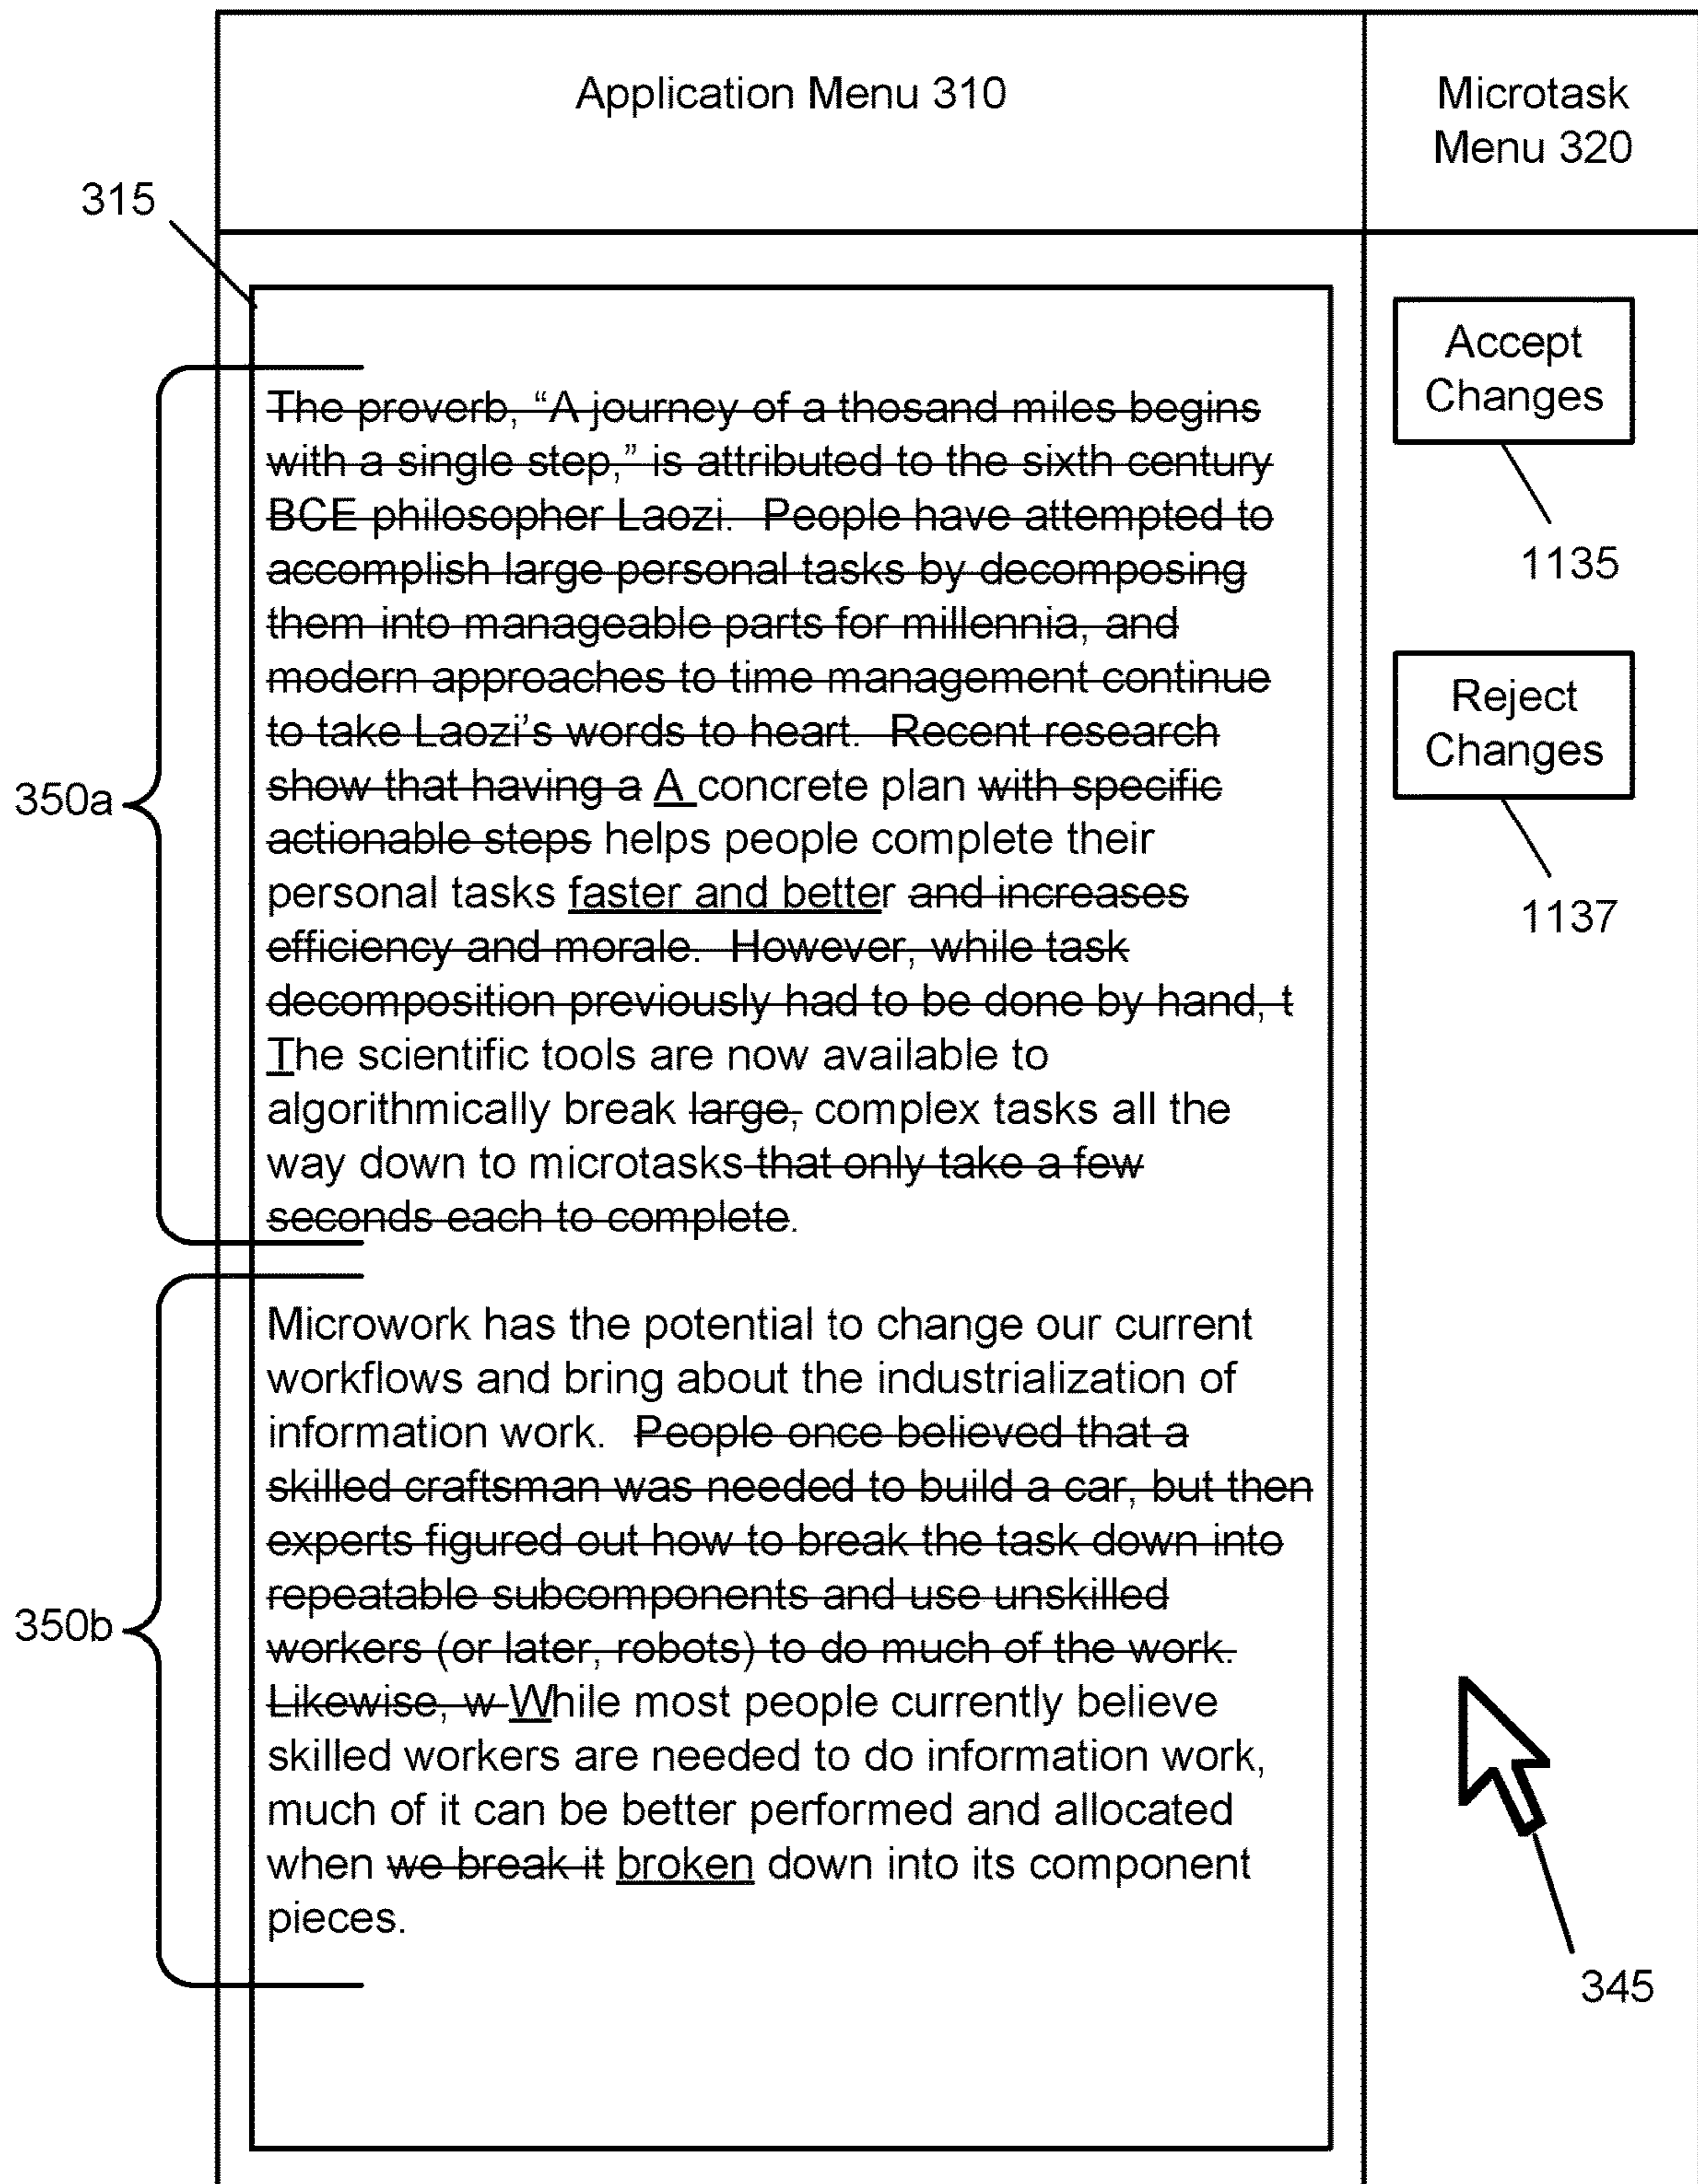 Application Menu 310
Microtask
Menu 320
315
Accept
Changes
1135
Reject
Changes
1137
350a
The proverb, “A journey of a thosand miles begins
with a single step,” is attributed to the sixth century
BCE philosopher Laozi.  People have attempted to
accomplish large personal tasks by decomposing
them into manageable parts for millennia, and
modern approaches to time management continue
to take Laozi’s words to heart.  Recent research
show that having a A concrete plan with specific
actionable steps helps people complete their
personal tasks faster and better and increases
efficiency and morale.  However, while task
decomposition previously had to be done by hand, t
The scientific tools are now available to
algorithmically break large, complex tasks all the
way down to microtasks that only take a few
seconds each to complete.
350b
Microwork has the potential to change our current
workflows and bring about the industrialization of
information work.  People once believed that a
skilled craftsman was needed to build a car, but then
experts figured out how to break the task down into
repeatable subcomponents and use unskilled
workers (or later, robots) to do much of the work.
Likewise, w While most people currently believe
skilled workers are needed to do information work,
much of it can be better performed and allocated
when we break it broken down into its component
pieces.
345